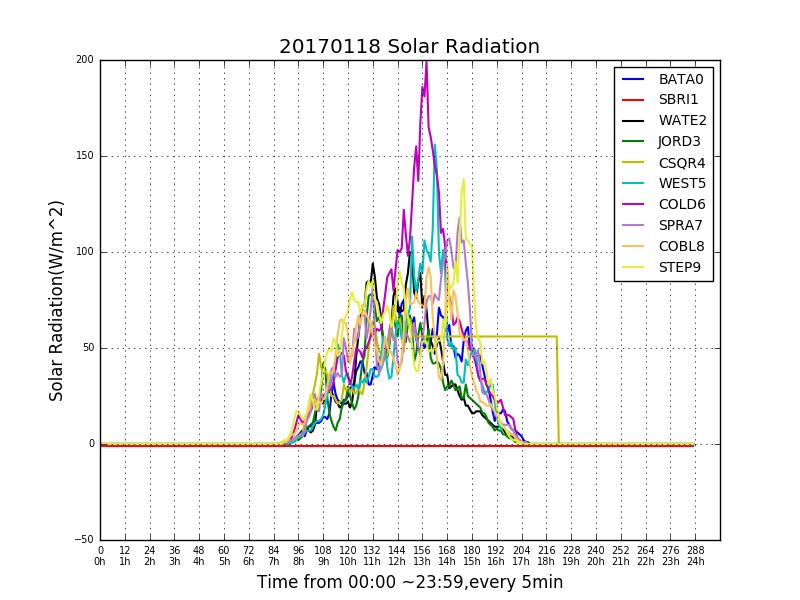 20170118 Solar Radiation
200
150
100
50
0
−50
Solar Radiation(W/m^2)
BATA0
SBRI1
WATE2
JORD3
CSQR4
WEST5
COLD6
SPRA7
COBL8
STEP9
0 12 24 36 48 60 72 84 96 108 120 132 144 156 168 180 192 204 216 228 240 252 264 276 288
0h 1h 2h 3h 4h 5h 6h 7h 8h 9h 10h 11h 12h 13h 14h 15h 16h 17h 18h 19h 20h 21h 22h 23h 24h
Time from 00:00 ~23:59,every 5min